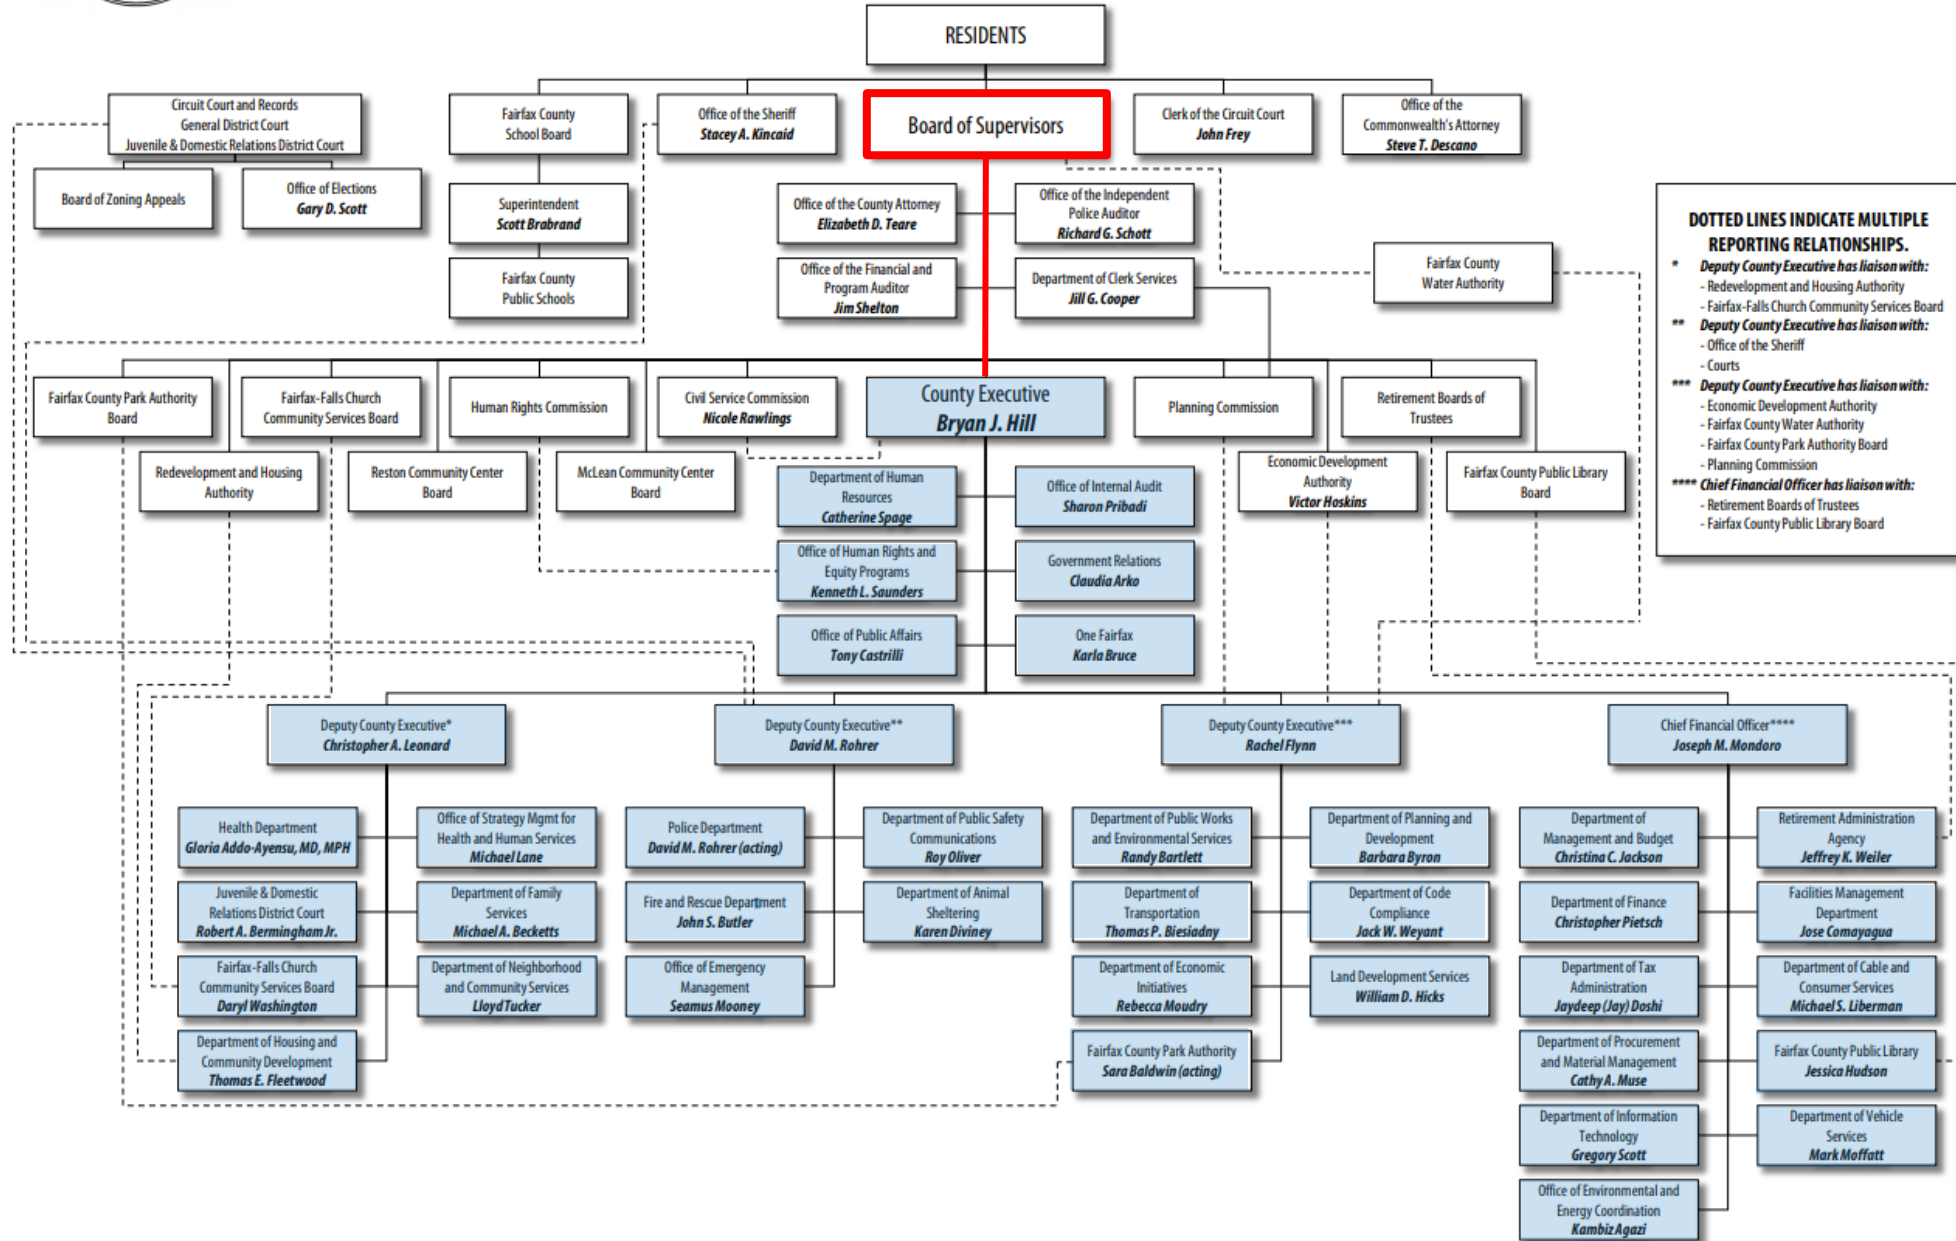 RESIDENTS
Circuit Court and Records
General District Court
Juvenile & Domestic Relations District Court
Fairfax County
School Board
Office of the Sheriff
Stacey A. Kincaid
Board of Supervisors
Clerk of the Circuit Court
John Frey
Office of the
Commonwealth's Attorney
Steve T. Descano
Board of Zoning Appeals
Office of Elections
Gary D. Scott
Superintendent
Scott Brabrand
Office of the County Attorney
Elizabeth D. Teare
Office of the Independent
Police Auditor
Richard G. Schott
Fairfax County
Public Schools
Office of the Financial and
Program Auditor
Jim Shelton
Department of Clerk Services
Jill G. Cooper
Fairfax County
Water Authority
DOTTED LINES INDICATE MULTIPLE
REPORTING RELATIONSHIPS.
* Deputy County Executive has liaison with:
- Redevelopment and Housing Authority
- Fairfax-Falls Church Community Services Board
** Deputy County Executive has liaison with:
- Office of the Sheriff
- Courts
*** Deputy County Executive has liaison with:
- Economic Development Authority
- Fairfax County Water Authority
- Fairfax County Park Authority Board
- Planning Commission
**** Chief Financial Officer has liaison with:
- Retirement Boards of Trustees
- Fairfax County Public Library Board
Fairfax County Park Authority
Board
Fairfax-Falls Church
Community Services Board
Human Rights Commission
Civil Service Commission
Nicole Rawlings
County Executive
Bryan J. Hill
Planning Commission
Retirement Boards of
Trustees
Redevelopment and Housing
Authority
Reston Community Center
Board
McLean Community Center
Board
Economic Development
Authority
Victor Hoskins
Fairfax County Public Library
Board
Department of Human
Resources
Catherine Spage
Office of Internal Audit
Sharon Pribadi
Office of Human Rights and
Equity Programs
Kenneth L. Saunders
Government Relations
Claudia Arko
Office of Public Affairs
Tony Castrilli
One Fairfax
Karla Bruce
Deputy County Executive*
Christopher A. Leonard
Deputy County Executive**
David M. Rohrer
Deputy County Executive***
Rachel Flynn
Chief Financial Officer****
Joseph M. Mondoro
Health Department
Gloria Addo-Ayensu, MD, MPH
Office of Strategy Mgmt for
Health and Human Services
Michael Lane
Police Department
David M. Rohrer (acting)
Department of Public Safety
Communications
Roy Oliver
Department of Public Works
and Environmental Services
Randy Bartlett
Department of Planning and
Development
Barbara Byron
Department of
Management and Budget
Christina C. Jackson
Retirement Administration
Agency
Jeffrey K. Weiler
Juvenile & Domestic
Relations District Court
Robert A. Bermingham Jr.
Department of Family
Services
Michael A. Becketts
Fire and Rescue Department
John S. Butler
Department of Animal
Sheltering
Karen Diviney
Department of
Transportation
Thomas P. Biesiadny
Department of Code
Compliance
Jack W. Weyant
Department of Finance
Christopher Pietsch
Facilities Management
Department
Jose Comayagua
Fairfax-Falls Church
Community Services Board
Daryl Washington
Department of Neighborhood
and Community Services
Lloyd Tucker
Office of Emergency
Management
Seamus Mooney
Department of Economic
Initiatives
Rebecca Moudry
Land Development Services
William D. Hicks
Department of Tax
Administration
Jaydeep (Jay) Doshi
Department of Cable and
Consumer Services
Michael S. Liberman
Department of Housing and
Community Development
Thomas E. Fleetwood
Fairfax County Park Authority
Sara Baldwin (acting)
Department of Procurement
and Material Management
Cathy A. Muse
Fairfax County Public Library
Jessica Hudson
Department of Information
Technology
Gregory Scott
Department of Vehicle
Services
Mark Moffatt
Office of Environmental and
Energy Coordination
Kambiz Agazi